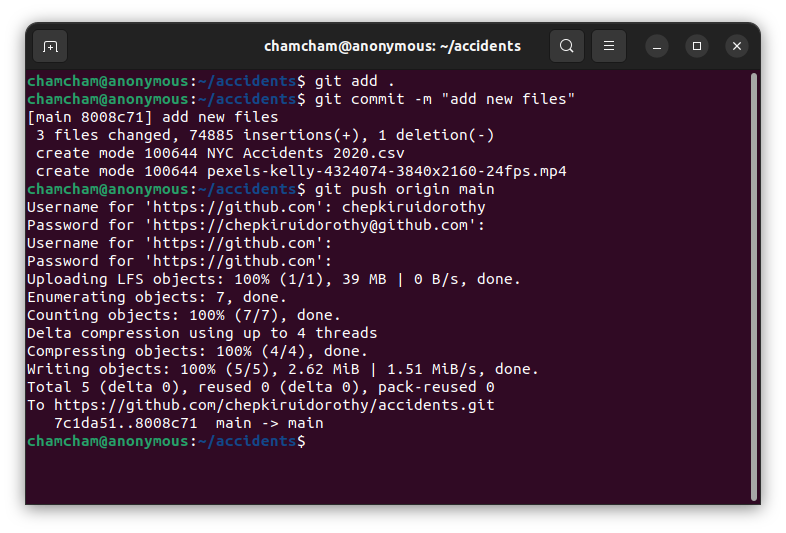 chamcham@anonymous: ~/accidents
chamcham@anonymous:~/accidents$ git add .
chamcham@anonymous:~/accidents$ git commit -m "add new files"
[main 8008c71] add new files
 3 files changed, 74885 insertions(+), 1 deletion(-)
 create mode 100644 NYC Accidents 2020.csv
 create mode 100644 pexels-kelly-4324074-3840x2160-24fps.mp4
chamcham@anonymous:~/accidents$ git push origin main
Username for 'https://github.com': chepkiruidorothy
Password for 'https://chepkiruidorothy@github.com':
Username for 'https://github.com':
Password for 'https://github.com':
Uploading LFS objects: 100% (1/1), 39 MB | 0 B/s, done.
Enumerating objects: 7, done.
Counting objects: 100% (7/7), done.
Delta compression using up to 4 threads
Compressing objects: 100% (4/4), done.
Writing objects: 100% (5/5), 2.62 MiB | 1.51 MiB/s, done.
Total 5 (delta 0), reused 0 (delta 0), pack-reused 0
To https://github.com/chepkiruidorothy/accidents.git
   7c1da51..8008c71  main -> main
chamcham@anonymous:~/accidents$